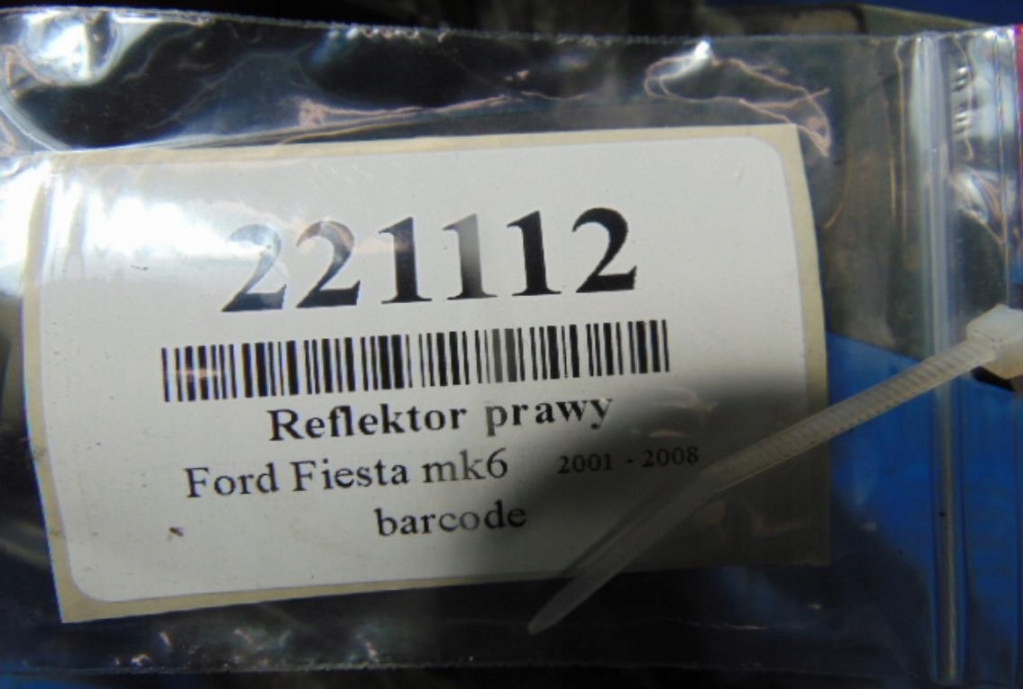 221112
Reflektor prawy
Ford Fiesta mk6 2001 - 2008
barcode